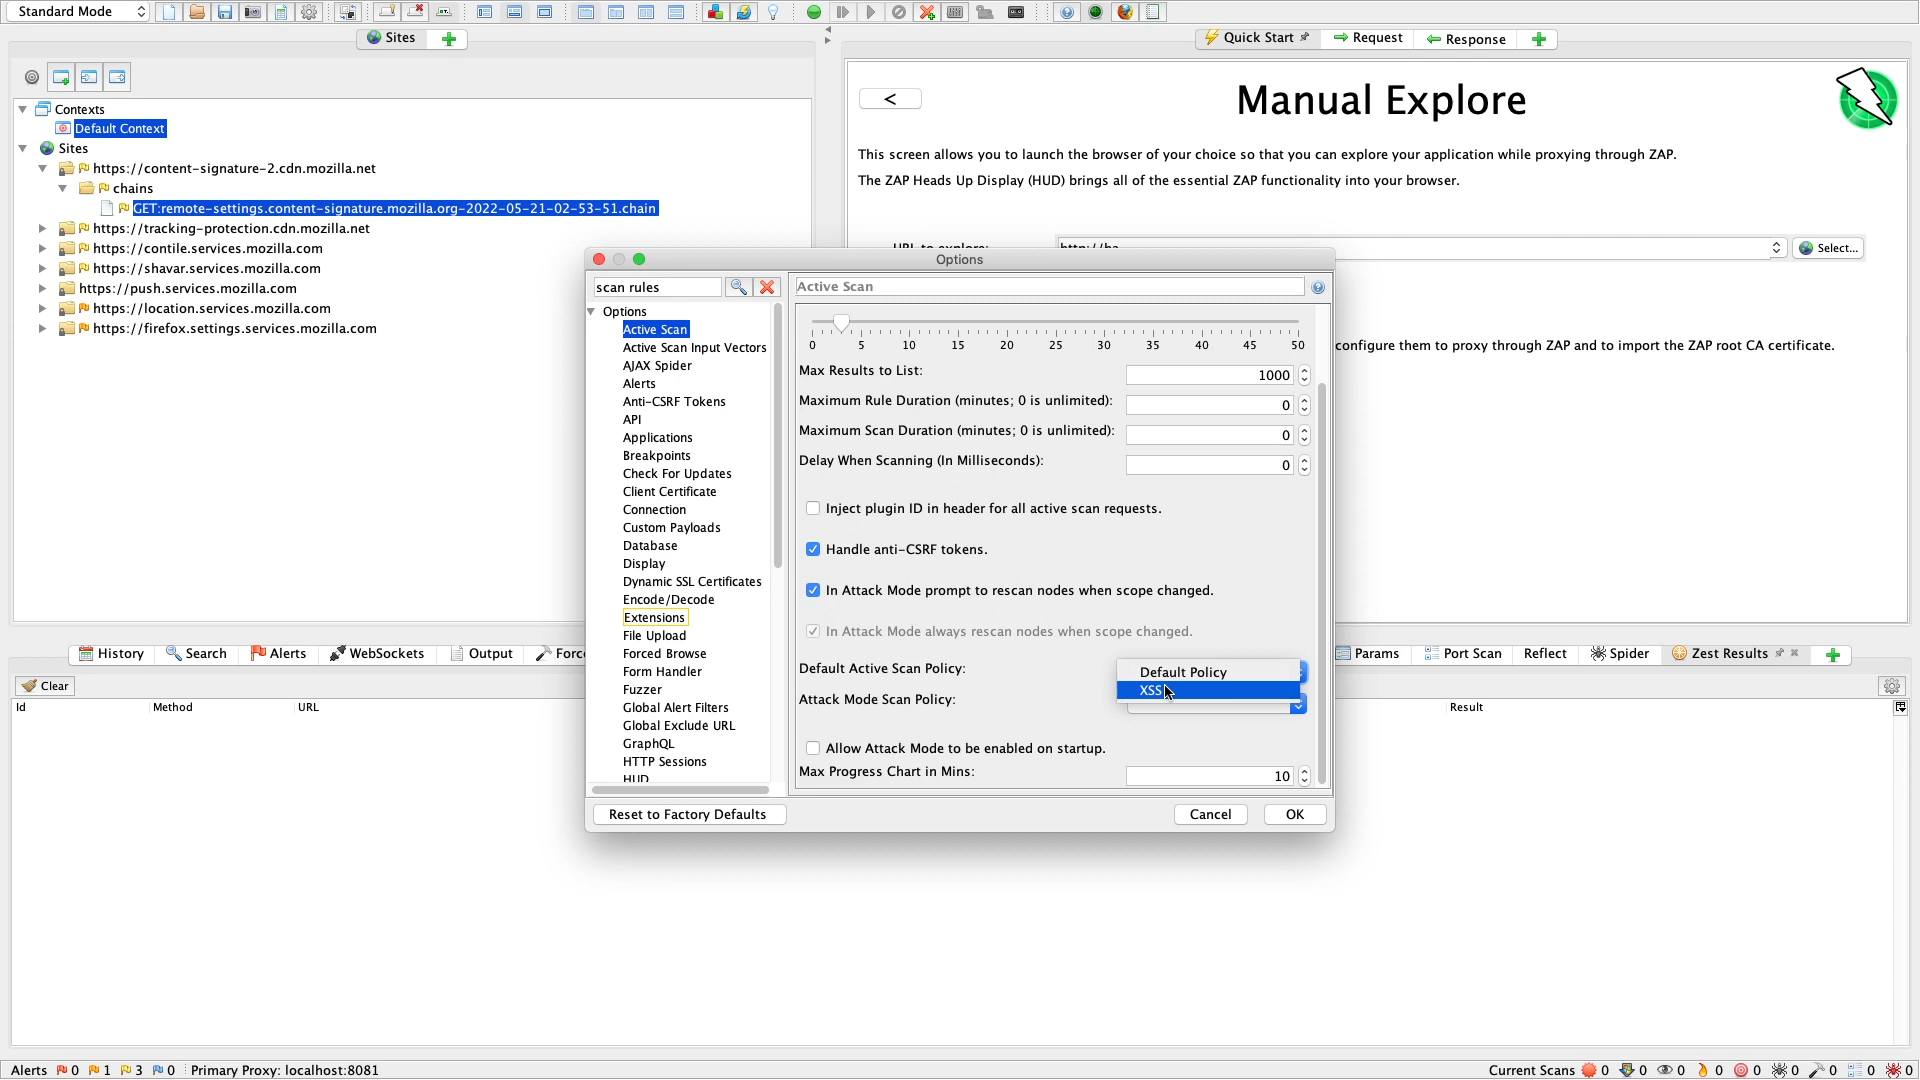 Standard Mode
Sites
Quick Start
Request
Response
Contexts
Default Context
Sites
https://content-signature-2.cdn.mozilla.net
chains
GET:remote-settings.content-signature.mozilla.org-2022-05-21-02-53-51.chain
https://tracking-protection.cdn.mozilla.net
https://contile.services.mozilla.com
https://shavar.services.mozilla.com
https://push.services.mozilla.com
https://location.services.mozilla.com
https://firefox.settings.services.mozilla.com
<
Manual Explore
This screen allows you to launch the browser of your choice so that you can explore your application while proxying through ZAP.
The ZAP Heads Up Display (HUD) brings all of the essential ZAP functionality into your browser.
URL to explore:
http://ba
Select...
configure them to proxy through ZAP and to import the ZAP root CA certificate.
Options
scan rules
Options
Active Scan
Active Scan Input Vectors
AJAX Spider
Alerts
Anti-CSRF Tokens
API
Applications
Breakpoints
Check For Updates
Client Certificate
Connection
Custom Payloads
Database
Display
Dynamic SSL Certificates
Encode/Decode
Extensions
File Upload
Forced Browse
Form Handler
Fuzzer
Global Alert Filters
Global Exclude URL
GraphQL
HTTP Sessions
HUD
Active Scan
0 5 10 15 20 25 30 35 40 45 50
Max Results to List: 1000
Maximum Rule Duration (minutes; 0 is unlimited): 0
Maximum Scan Duration (minutes; 0 is unlimited): 0
Delay When Scanning (In Milliseconds): 0
Inject plugin ID in header for all active scan requests.
Handle anti-CSRF tokens.
In Attack Mode prompt to rescan nodes when scope changed.
In Attack Mode always rescan nodes when scope changed.
Default Active Scan Policy:
Default Policy
XSS
Attack Mode Scan Policy:
Allow Attack Mode to be enabled on startup.
Max Progress Chart in Mins: 10
Reset to Factory Defaults
Cancel
OK
History
Search
Alerts
WebSockets
Output
Forc
Params
Port Scan
Reflect
Spider
Zest Results
Clear
Id Method URL Result
Alerts 0 1 3 0 Primary Proxy: localhost:8081
Current Scans 0 0 0 0 0 0 0 0 0